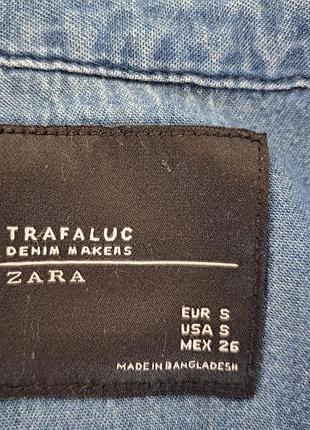 TRAFALUC
DENIM MAKERS
ZARA
EUR S
USA S
MEX 26
MADE IN BANGLADESH